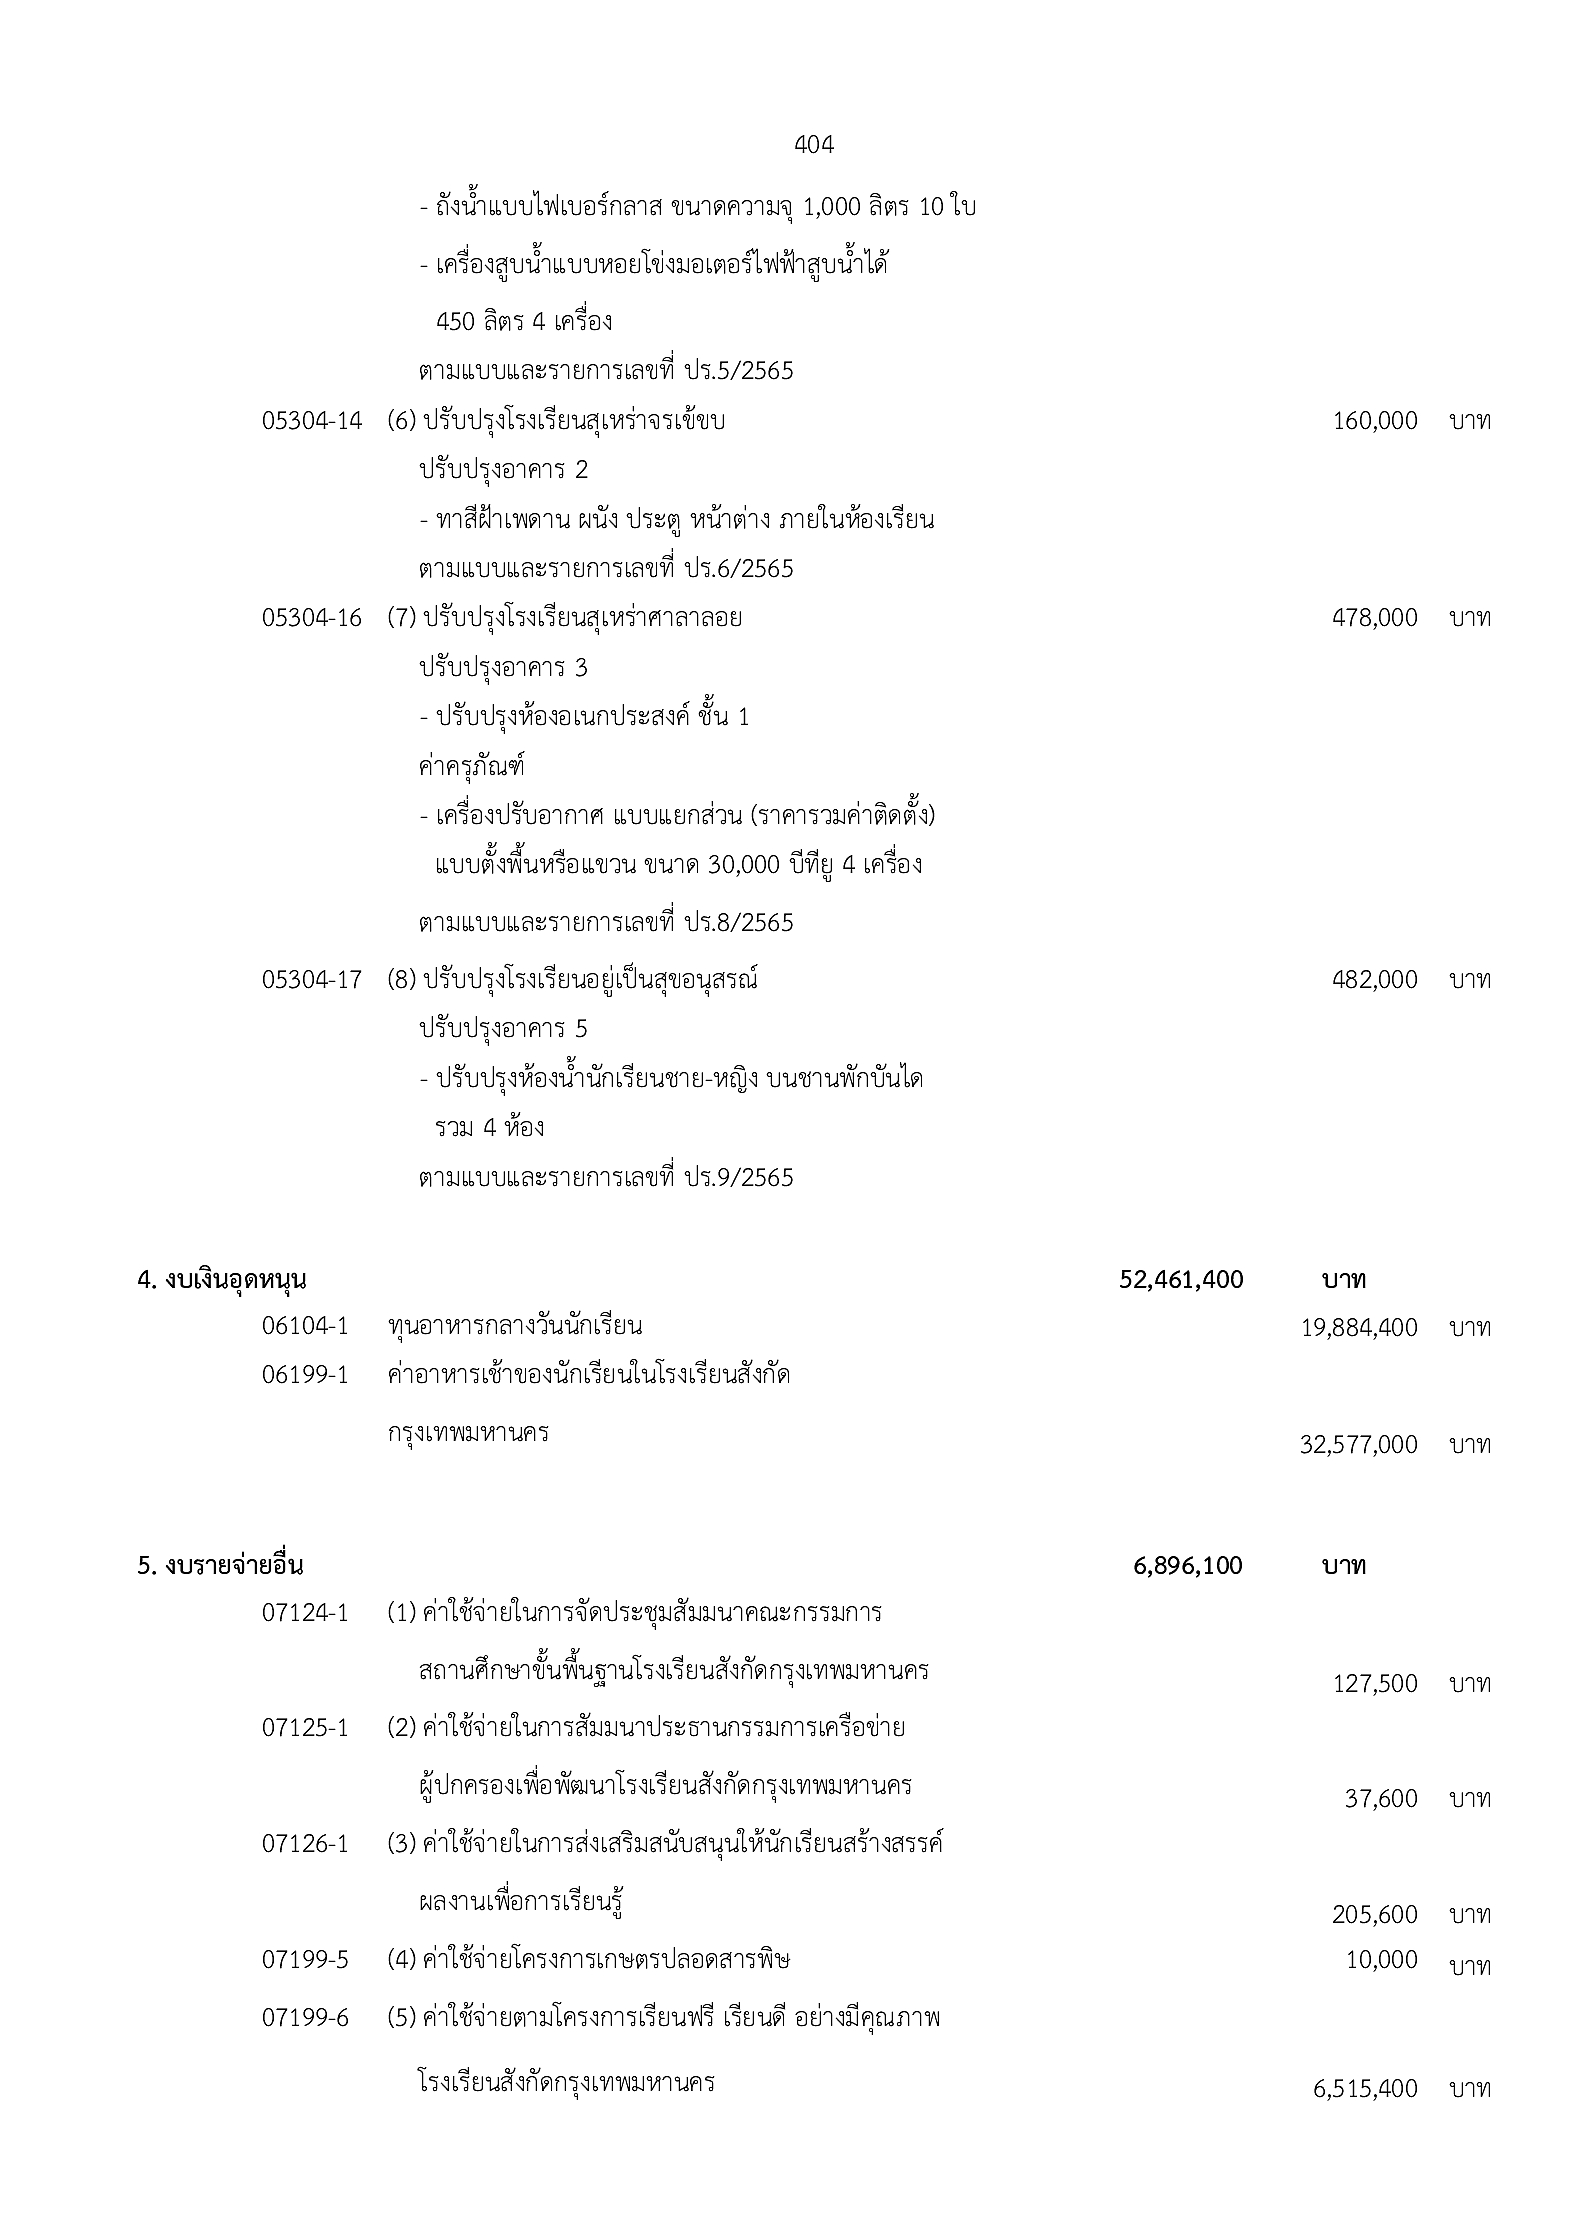 404
- ถังน้ำแบบไฟเบอร์กลาส ขนาดความจุ 1,000 ลิตร 10 ใบ
- เครื่องสูบน้ำแบบหอยโข่งมอเตอร์ไฟฟ้าสูบน้ำได้
450 ลิตร 4 เครื่อง
ตามแบบและรายการเลขที่ ปร.5/2565
05304-14 (6) ปรับปรุงโรงเรียนสุเหร่าจรเข้ขบ 160,000 บาท
ปรับปรุงอาคาร 2
- ทาสีฝ้าเพดาน ผนัง ประตู หน้าต่าง ภายในห้องเรียน
ตามแบบและรายการเลขที่ ปร.6/2565
05304-16 (7) ปรับปรุงโรงเรียนสุเหร่าศาลาลอย 478,000 บาท
ปรับปรุงอาคาร 3
- ปรับปรุงห้องอเนกประสงค์ ชั้น 1
ค่าครุภัณฑ์
- เครื่องปรับอากาศ แบบแยกส่วน (ราคารวมค่าติดตั้ง)
แบบตั้งพื้นหรือแขวน ขนาด 30,000 บีทียู 4 เครื่อง
ตามแบบและรายการเลขที่ ปร.8/2565
05304-17 (8) ปรับปรุงโรงเรียนอยู่เป็นสุขอนุสรณ์ 482,000 บาท
ปรับปรุงอาคาร 5
- ปรับปรุงห้องน้ำนักเรียนชาย-หญิง บนชานพักบันได
รวม 4 ห้อง
ตามแบบและรายการเลขที่ ปร.9/2565
4. งบเงินอุดหนุน 52,461,400 บาท
06104-1 ทุนอาหารกลางวันนักเรียน 19,884,400 บาท
06199-1 ค่าอาหารเช้าของนักเรียนในโรงเรียนสังกัด
กรุงเทพมหานคร 32,577,000 บาท
5. งบรายจ่ายอื่น 6,896,100 บาท
07124-1 (1) ค่าใช้จ่ายในการจัดประชุมสัมมนาคณะกรรมการ
สถานศึกษาขั้นพื้นฐานโรงเรียนสังกัดกรุงเทพมหานคร 127,500 บาท
07125-1 (2) ค่าใช้จ่ายในการสัมมนาประธานกรรมการเครือข่าย
ผู้ปกครองเพื่อพัฒนาโรงเรียนสังกัดกรุงเทพมหานคร 37,600 บาท
07126-1 (3) ค่าใช้จ่ายในการส่งเสริมสนับสนุนให้นักเรียนสร้างสรรค์
ผลงานเพื่อการเรียนรู้ 205,600 บาท
07199-5 (4) ค่าใช้จ่ายโครงการเกษตรปลอดสารพิษ 10,000 บาท
07199-6 (5) ค่าใช้จ่ายตามโครงการเรียนฟรี เรียนดี อย่างมีคุณภาพ
โรงเรียนสังกัดกรุงเทพมหานคร 6,515,400 บาท